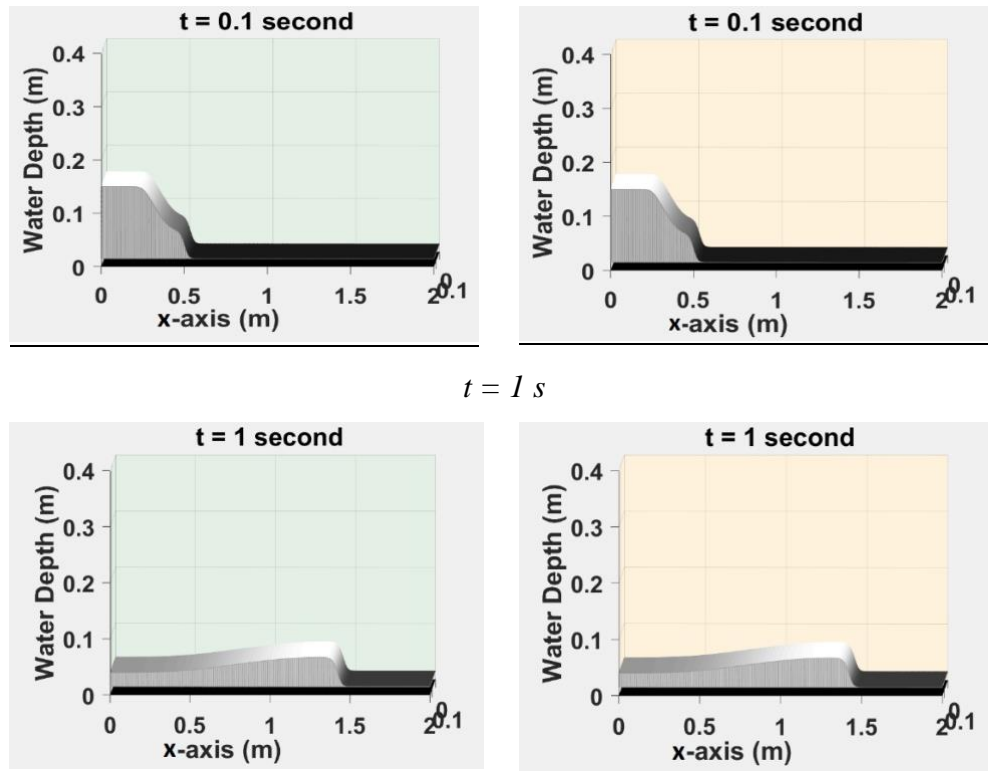 t = 0.1 second
0.4
0.3
0.2
0.1
0
Water Depth (m)
0 0.5 1 1.5 2
0
0.1
x-axis (m)
t = 0.1 second
0.4
0.3
0.2
0.1
0
Water Depth (m)
0 0.5 1 1.5 2
0
0.1
x-axis (m)
t = 1 s
t = 1 second
0.4
0.3
0.2
0.1
0
Water Depth (m)
0 0.5 1 1.5 2
0
0.1
x-axis (m)
t = 1 second
0.4
0.3
0.2
0.1
0
Water Depth (m)
0 0.5 1 1.5 2
0
0.1
x-axis (m)